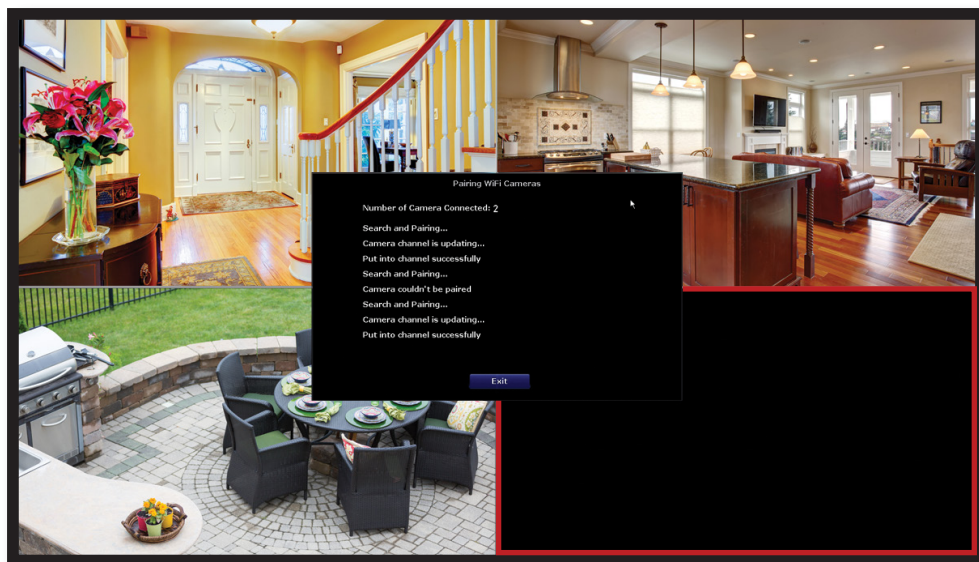 Pairing WiFi Cameras
Number of Camera Connected: 2
Search and Pairing...
Camera channel is updating...
Put into channel successfully
Search and Pairing...
Camera couldn't be paired
Search and Pairing...
Camera channel is updating...
Put into channel successfully
Exit